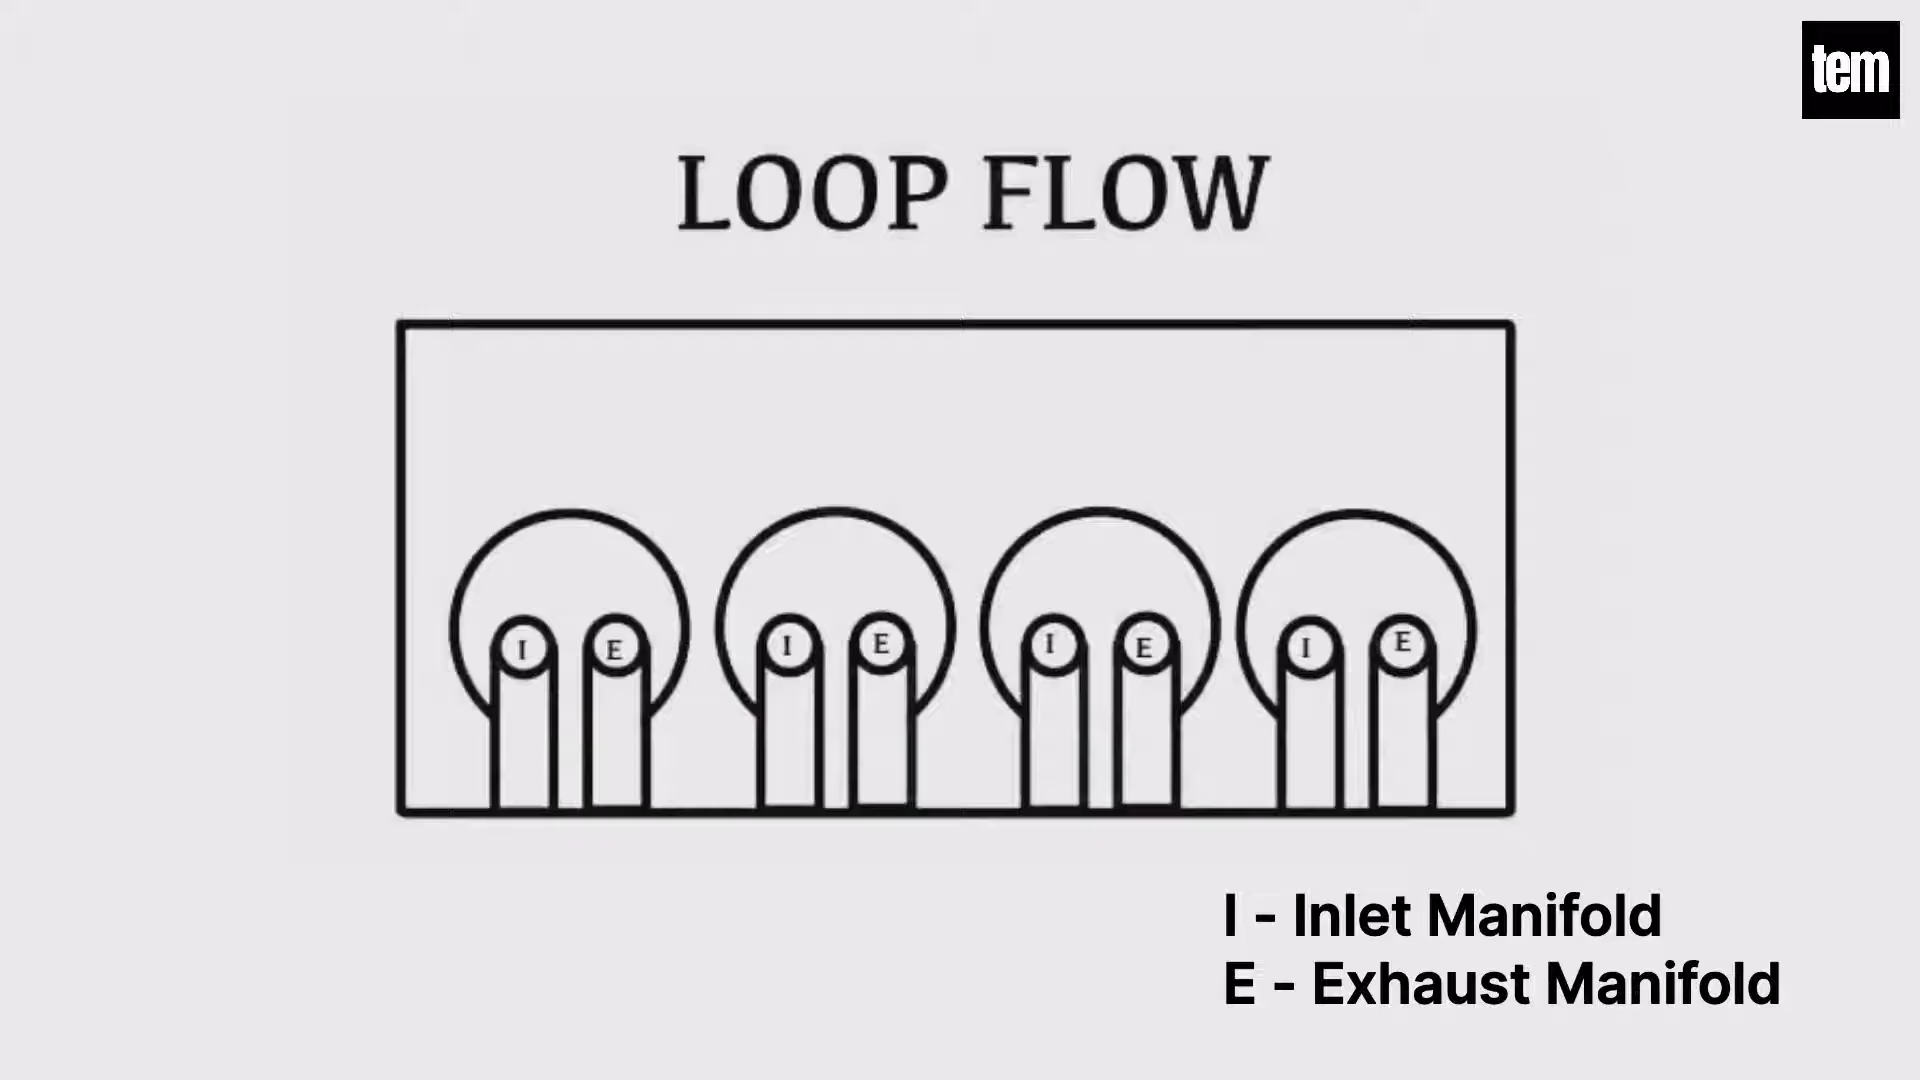 tem
LOOP FLOW
I E I E I E I E
I - Inlet Manifold
E - Exhaust Manifold